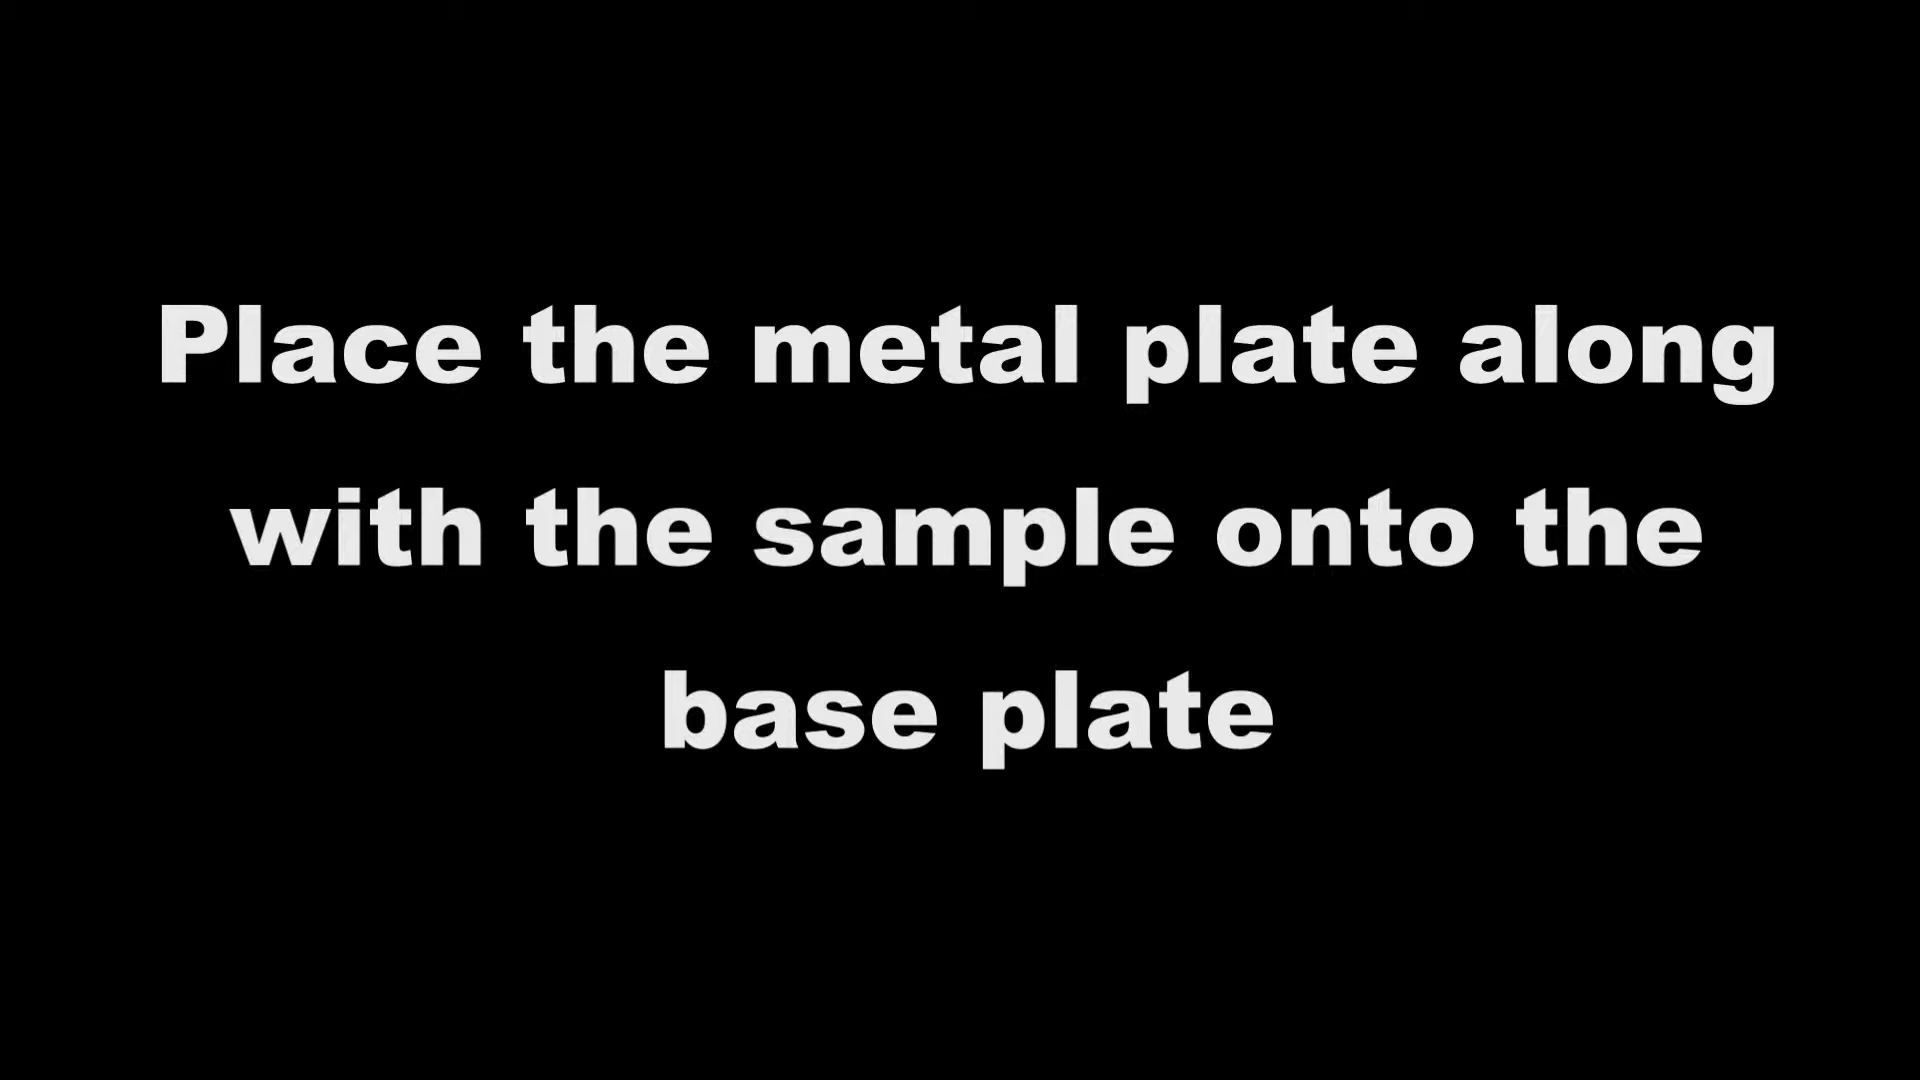 Place the metal plate along
with the sample onto the
base plate